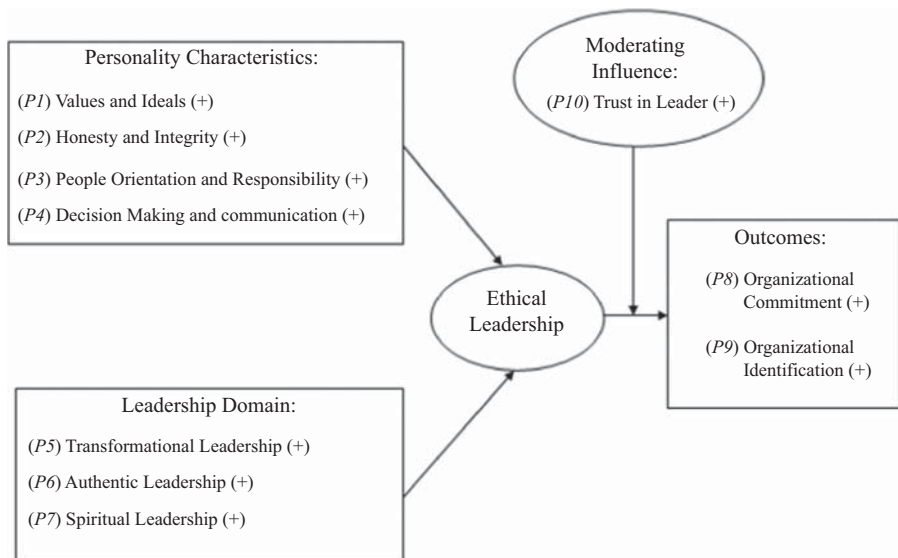 Personality Characteristics:
(P1) Values and Ideals (+)
(P2) Honesty and Integrity (+)
(P3) People Orientation and Responsibility (+)
(P4) Decision Making and communication (+)
Moderating
Influence:
(P10) Trust in Leader (+)
Ethical
Leadership
Outcomes:
(P8) Organizational
Commitment (+)
(P9) Organizational
Identification (+)
Leadership Domain:
(P5) Transformational Leadership (+)
(P6) Authentic Leadership (+)
(P7) Spiritual Leadership (+)